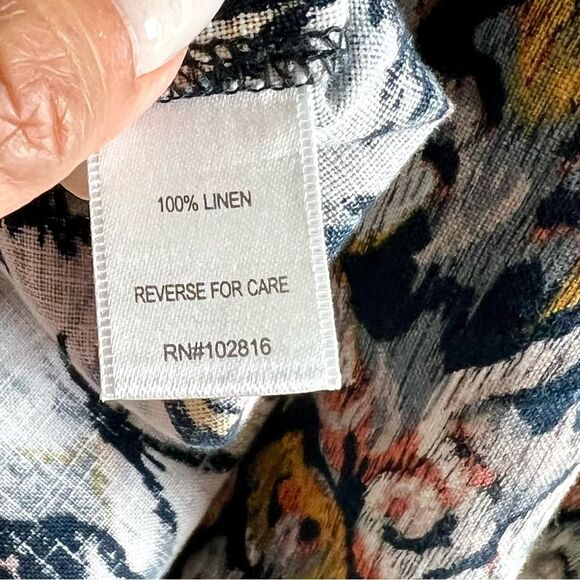 100% LINEN
REVERSE FOR CARE
RN#102816